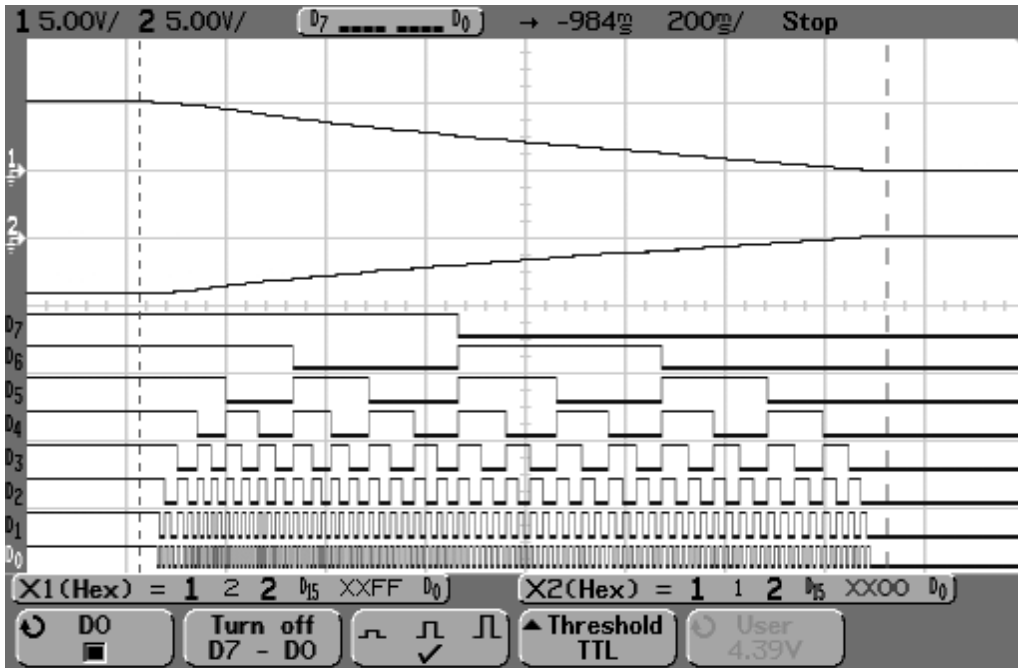 1 5.00V/ 2 5.00V/ D7 D0 → -984ms 200ms/ Stop
1
2
D7
D6
D5
D4
D3
D2
D1
D0
X1(Hex) = 1 2 2 D15 XXFF D0) X2(Hex) = 1 1 2 D15 XX00 D0)
D0 Turn off Threshold User
D7 - D0 TTL 4.39V